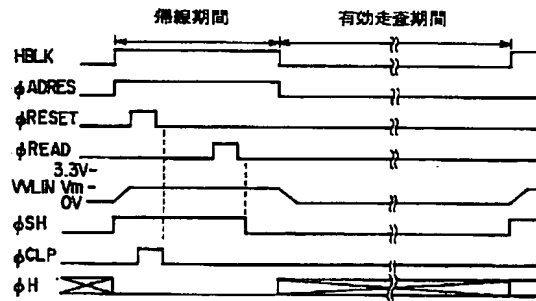 帰線期間 有効走査期間
HBLK
φADRES
φRESET
φREAD
3.3V-
VVLIN Vm -
0V
φSH
φCLP
φH